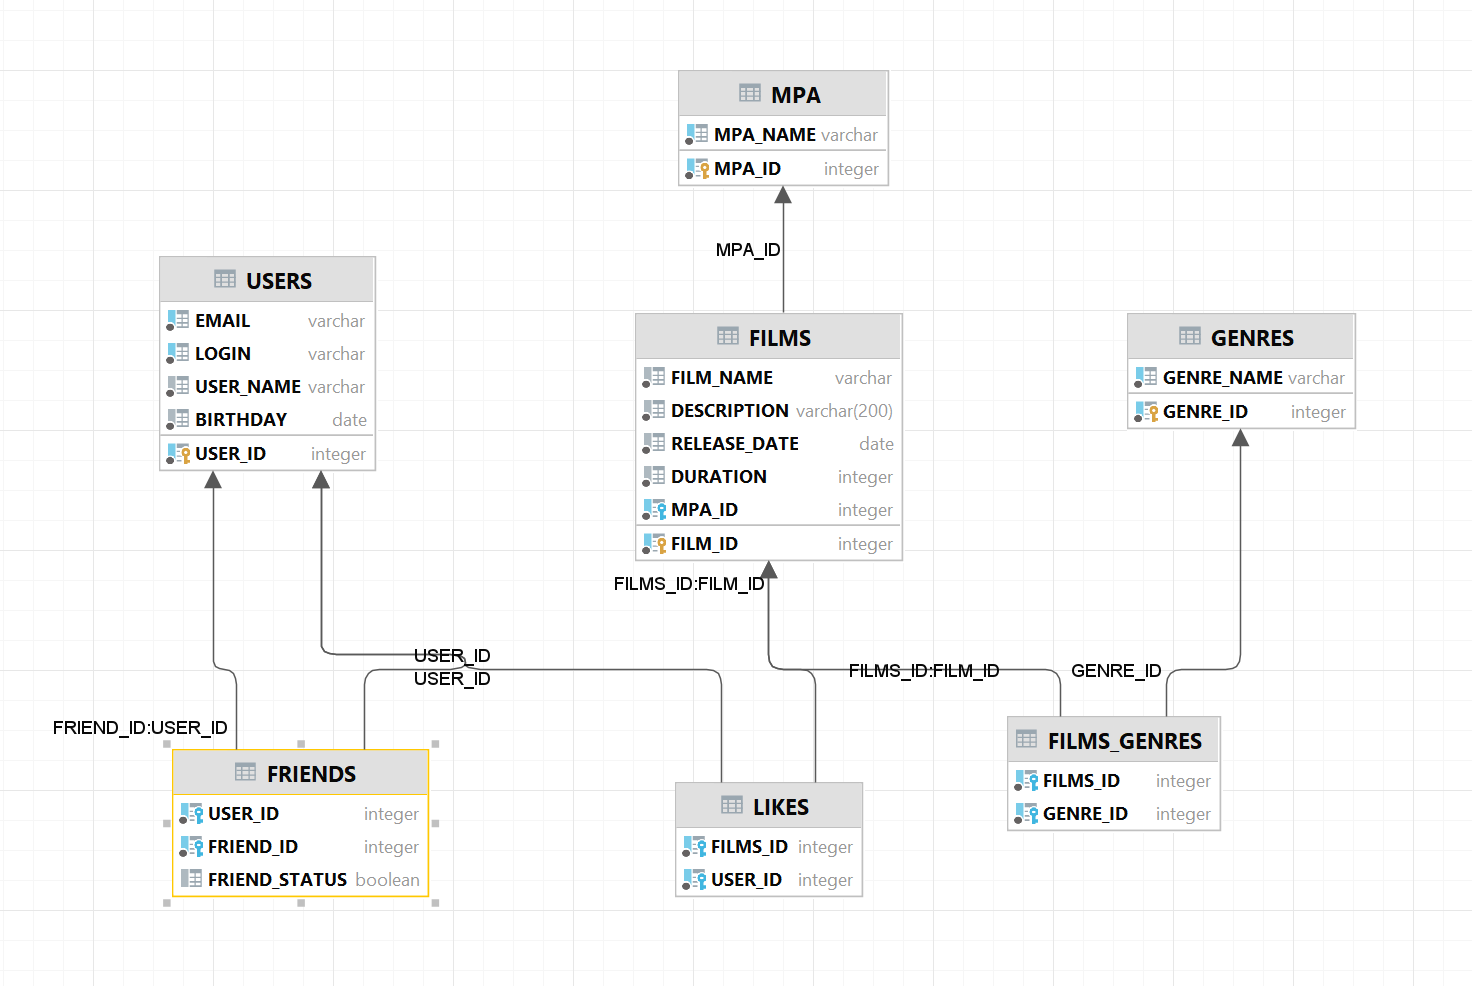 MPA
MPA_NAME varchar
MPA_ID integer
MPA_ID
USERS
EMAIL varchar
LOGIN varchar
USER_NAME varchar
BIRTHDAY date
USER_ID integer
FILMS
FILM_NAME varchar
DESCRIPTION varchar(200)
RELEASE_DATE date
DURATION integer
MPA_ID integer
FILM_ID integer
GENRES
GENRE_NAME varchar
GENRE_ID integer
FILMS_ID:FILM_ID
USER_ID
USER_ID
FILMS_ID:FILM_ID
GENRE_ID
FRIEND_ID:USER_ID
FRIENDS
USER_ID integer
FRIEND_ID integer
FRIEND_STATUS boolean
LIKES
FILMS_ID integer
USER_ID integer
FILMS_GENRES
FILMS_ID integer
GENRE_ID integer